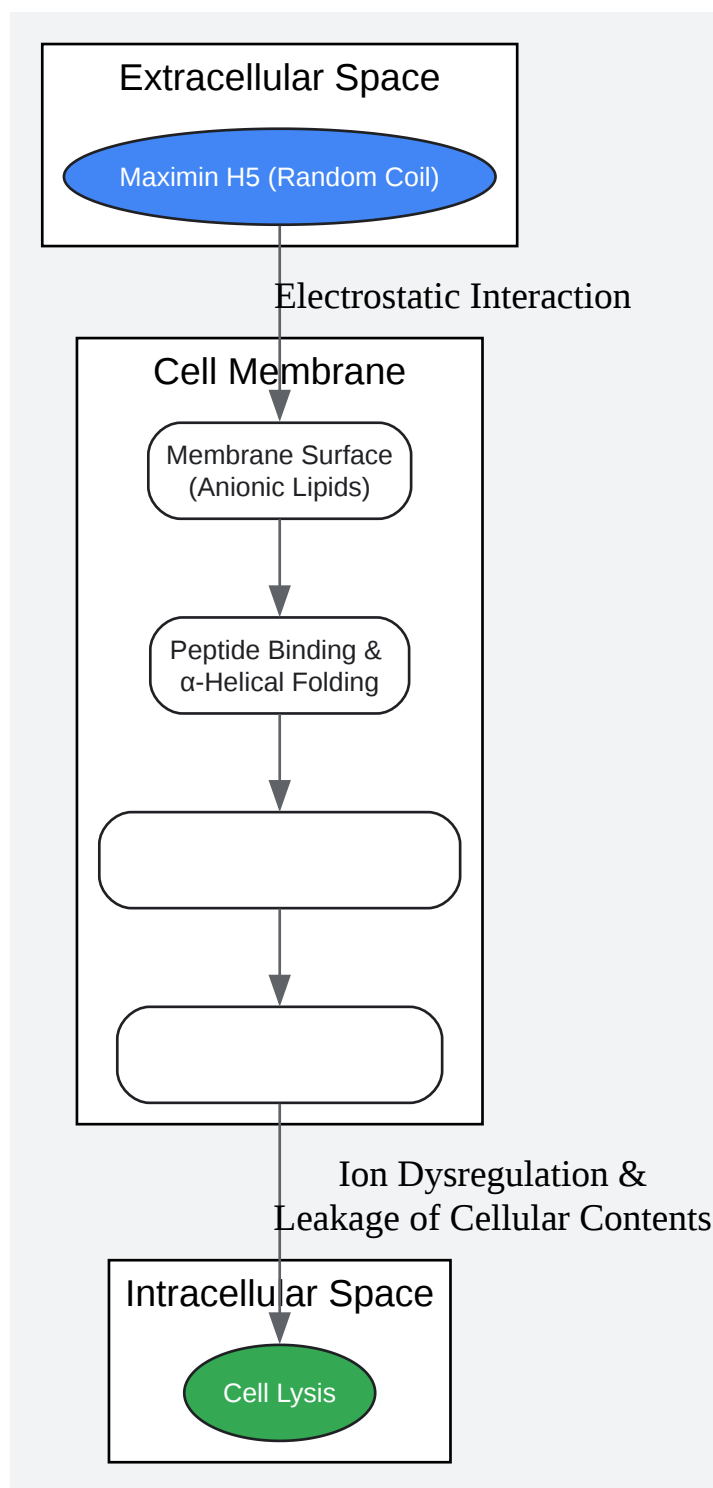 Extracellular Space
Maximin H5 (Random Coil)
Electrostatic Interaction
Cell Membrane
Membrane Surface
(Anionic Lipids)
Peptide Binding &
α-Helical Folding
Ion Dysregulation &
Leakage of Cellular Contents
Intracellular Space
Cell Lysis